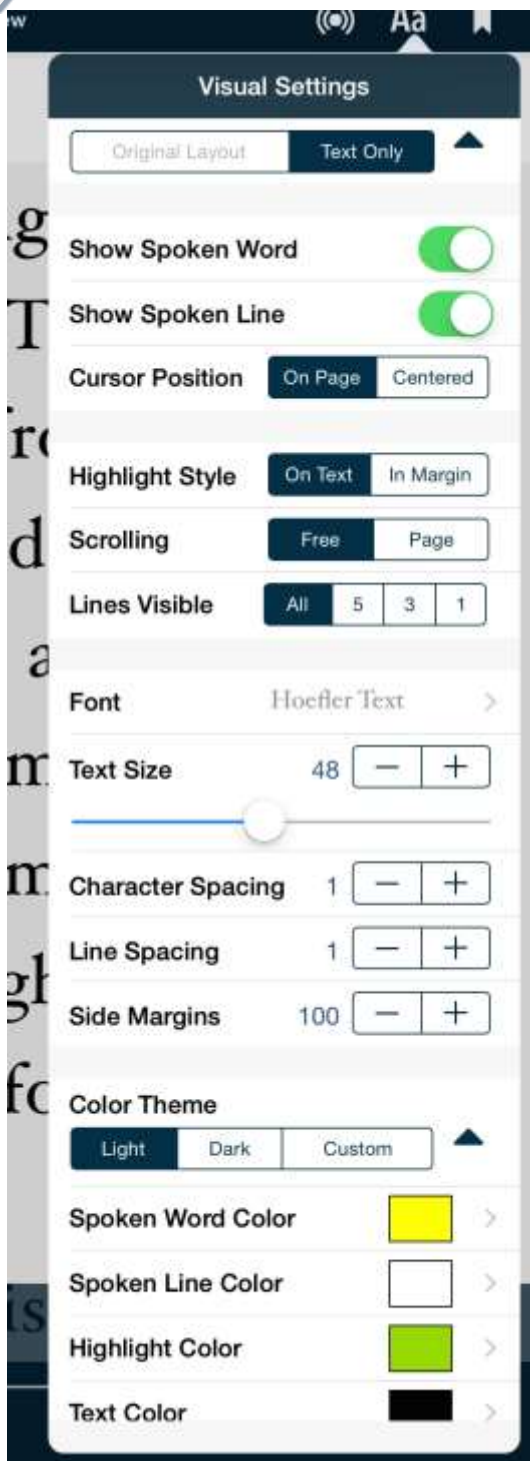 ew Aa
Visual Settings
Original Layout Text Only
Show Spoken Word
Show Spoken Line
Cursor Position On Page Centered
Highlight Style On Text In Margin
Scrolling Free Page
Lines Visible All 5 3 1
Font Hoefler Text >
Text Size 48 − +
Character Spacing 1 − +
Line Spacing 1 − +
Side Margins 100 − +
Color Theme
Light Dark Custom
Spoken Word Color >
Spoken Line Color >
Highlight Color >
Text Color >